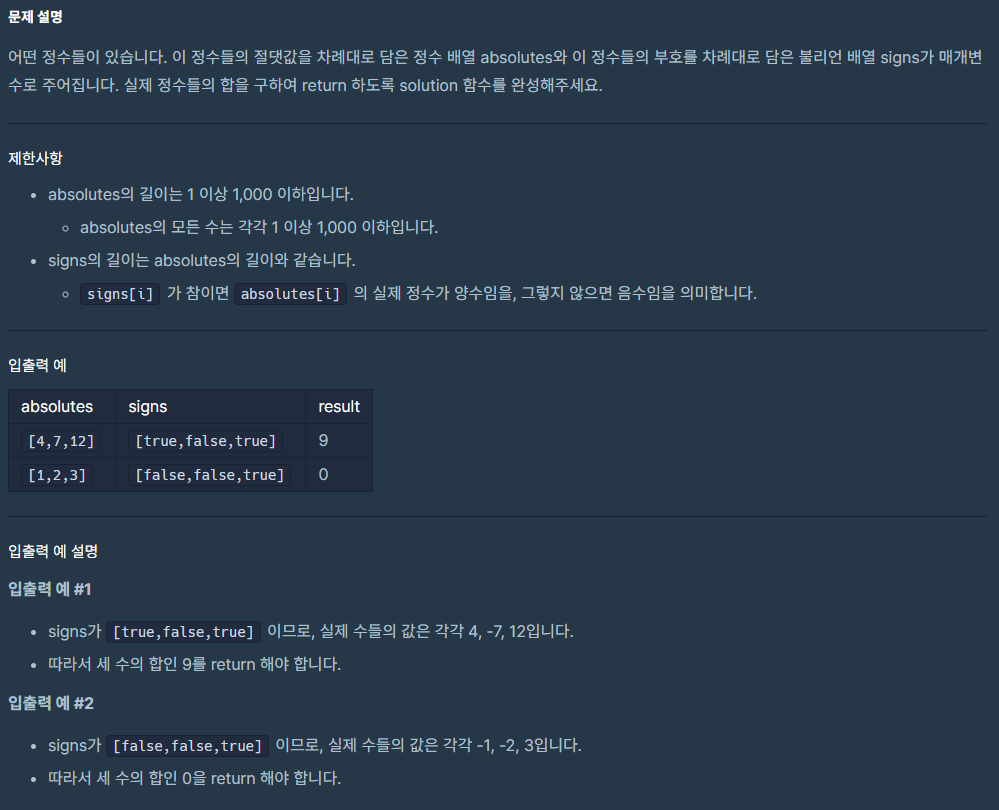 문제 설명
어떤 정수들이 있습니다. 이 정수들의 절댓값을 차례대로 담은 정수 배열 absolutes와 이 정수들의 부호를 차례대로 담은 불리언 배열 signs가 매개변
수로 주어집니다. 실제 정수들의 합을 구하여 return 하도록 solution 함수를 완성해주세요.
제한사항
absolutes의 길이는 1 이상 1,000 이하입니다.
absolutes의 모든 수는 각각 1 이상 1,000 이하입니다.
signs의 길이는 absolutes의 길이와 같습니다.
signs[i] 가 참이면 absolutes[i] 의 실제 정수가 양수임을, 그렇지 않으면 음수임을 의미합니다.
입출력 예
absolutes signs result
[4,7,12] [true,false,true] 9
[1,2,3] [false,false,true] 0
입출력 예 설명
입출력 예 #1
signs가 [true,false,true] 이므로, 실제 수들의 값은 각각 4, -7, 12입니다.
따라서 세 수의 합인 9를 return 해야 합니다.
입출력 예 #2
signs가 [false,false,true] 이므로, 실제 수들의 값은 각각 -1, -2, 3입니다.
따라서 세 수의 합인 0을 return 해야 합니다.